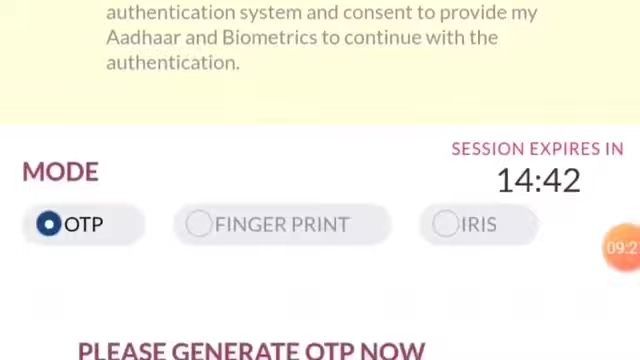 authentication system and consent to provide my
Aadhaar and Biometrics to continue with the
authentication.
SESSION EXPIRES IN
MODE
14:42
OTP FINGER PRINT IRIS
PLEASE GENERATE OTP NOW